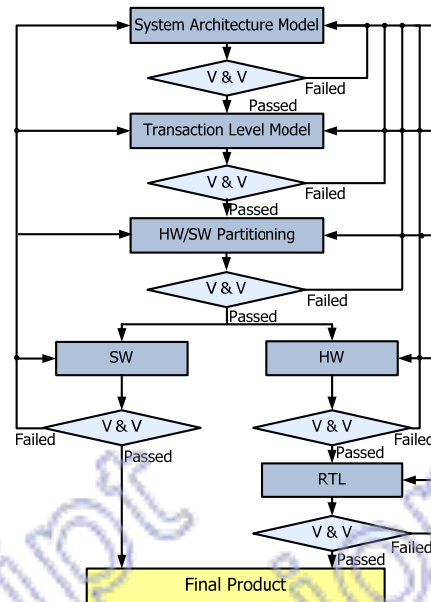 System Architecture Model
V & V
Failed
Passed
Transaction Level Model
V & V
Failed
Passed
HW/SW Partitioning
V & V
Failed
Passed
SW
HW
V & V
Failed
Passed
V & V
Failed
Passed
RTL
V & V
Failed
Passed
Final Product